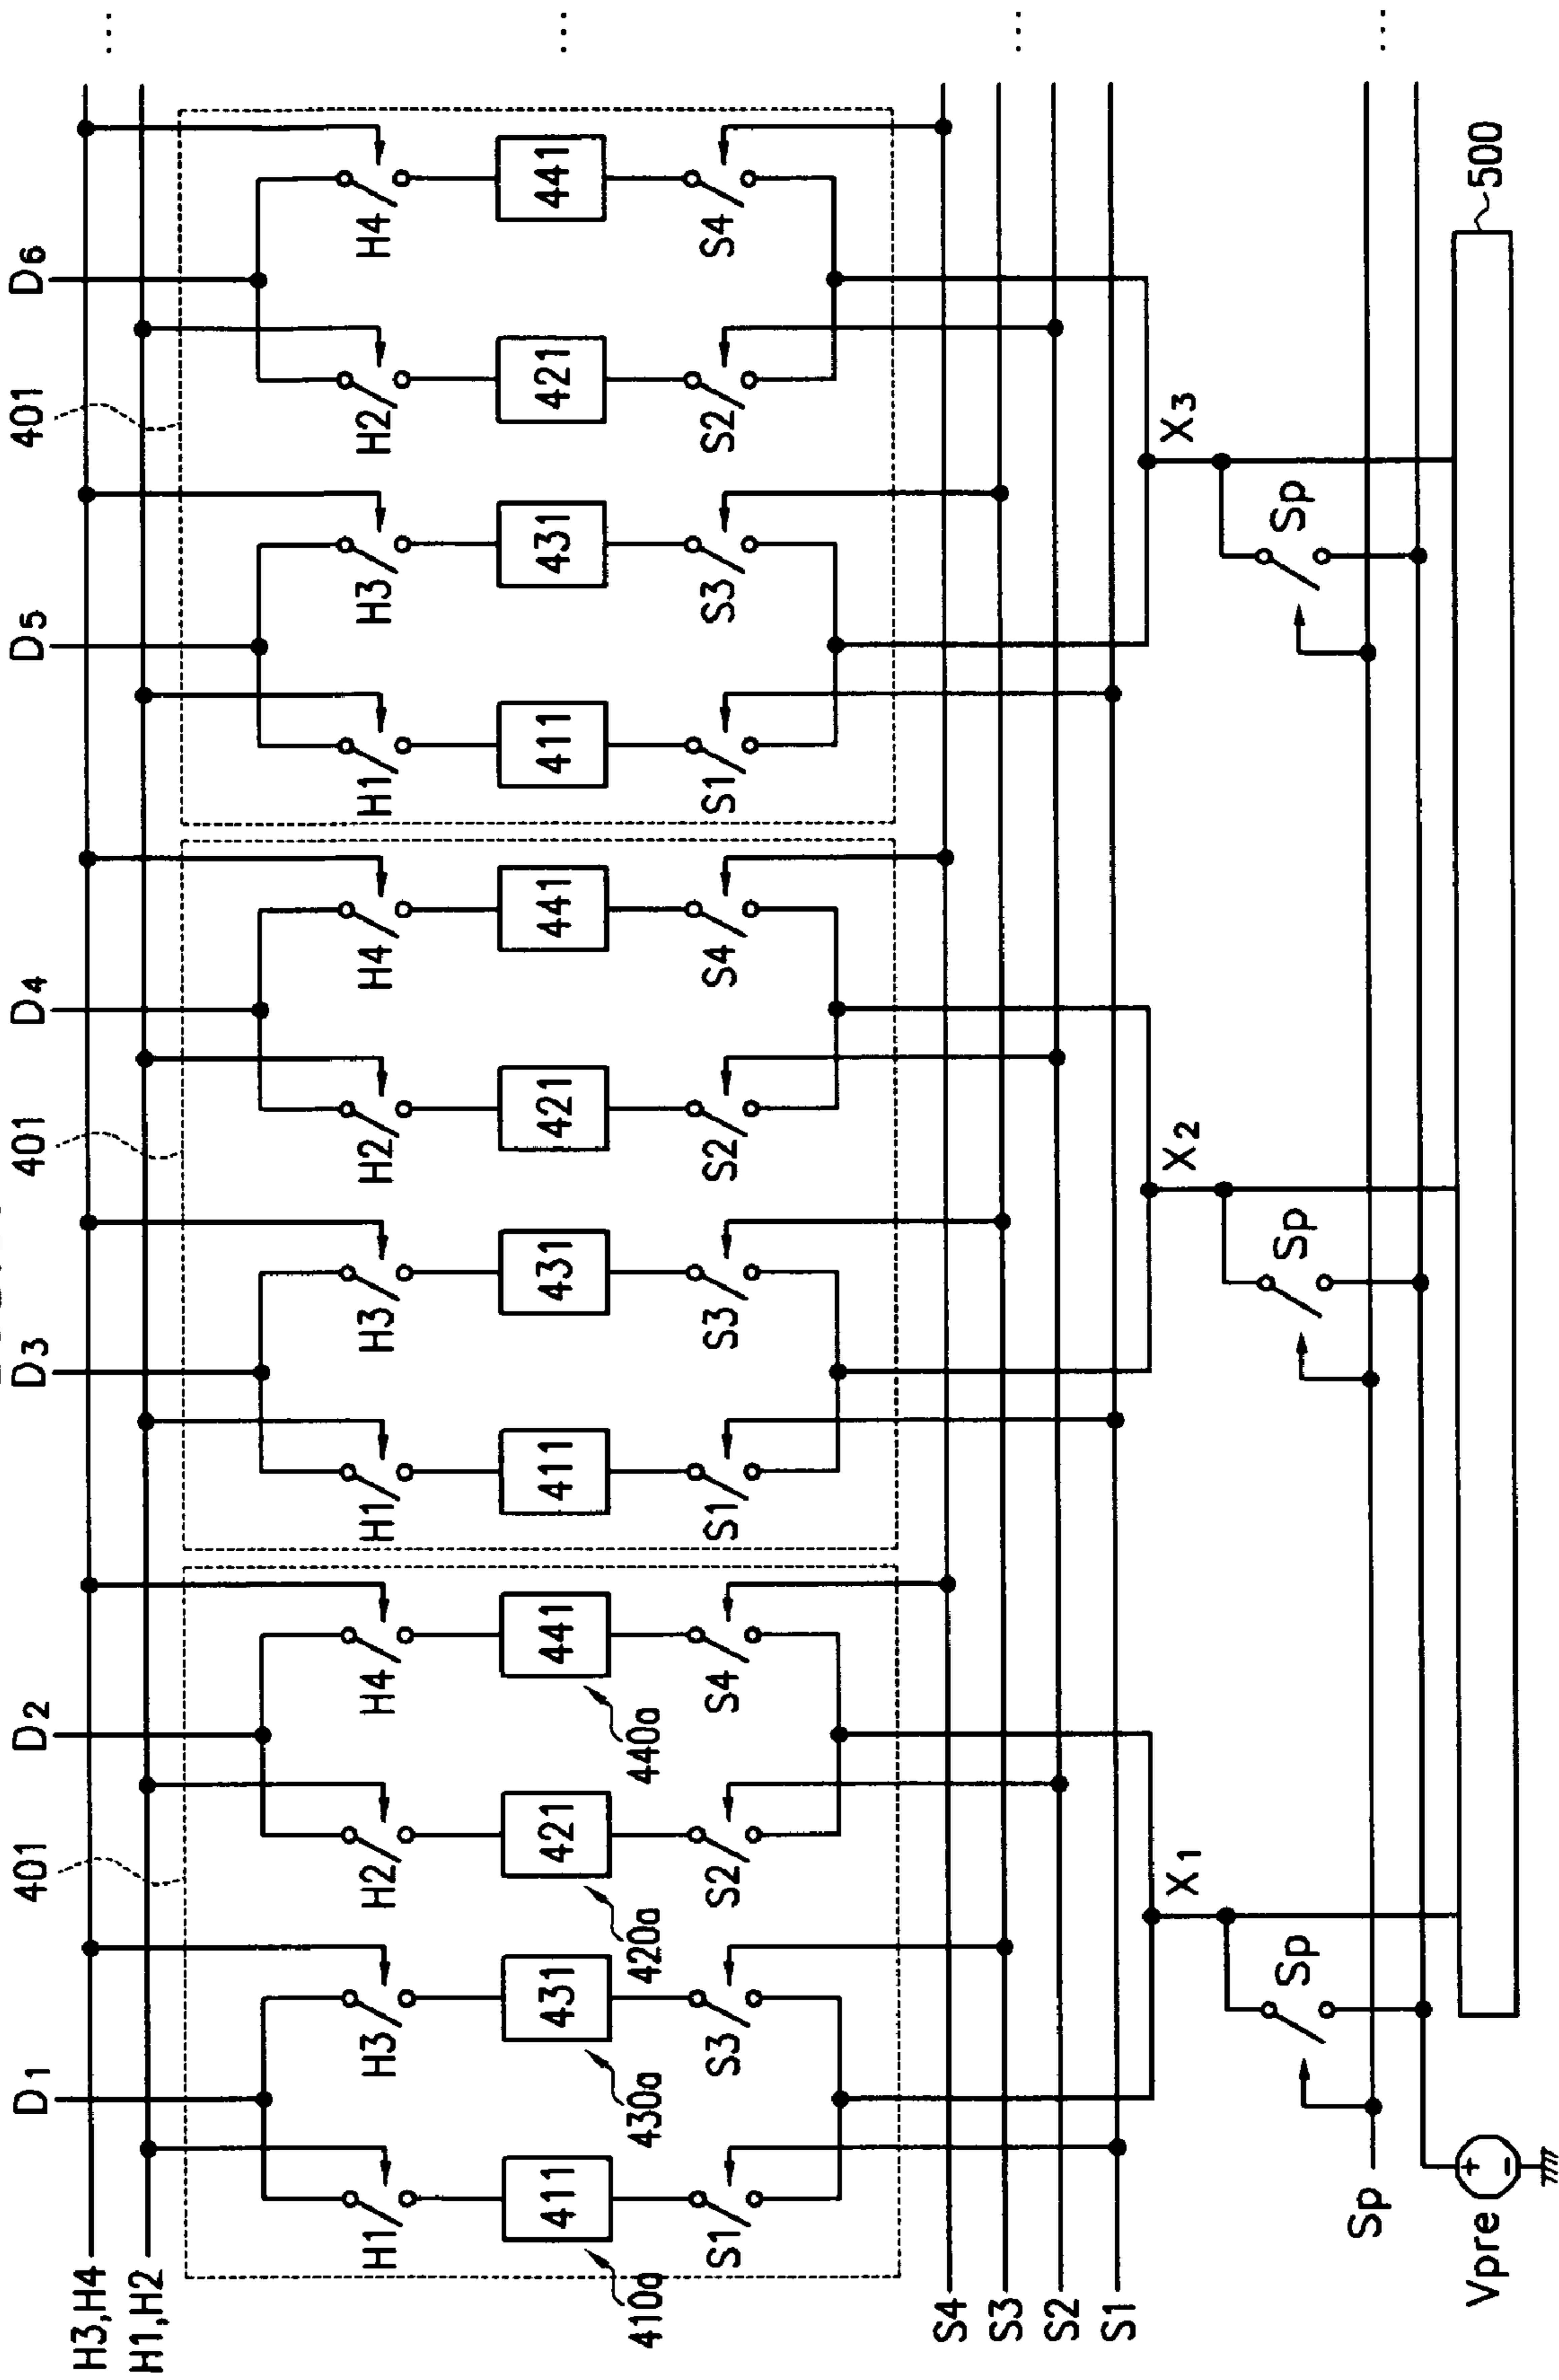 D1 401 D2 D3 401 D4 D5 401 D6
H3,H4
H1,H2
H1 H3 H2 H4 H1 H3 H2 H4 H1 H3 H2 H4
411 431 421 441 411 431 421 441 411 431 421 441
410a 430a 420a 440a
S1 S3 S2 S4 S1 S3 S2 S4 S1 S3 S2 S4
S4
S3
S2
S1
X1 X2 X3
Sp Sp Sp
Sp
Vpre + - 500